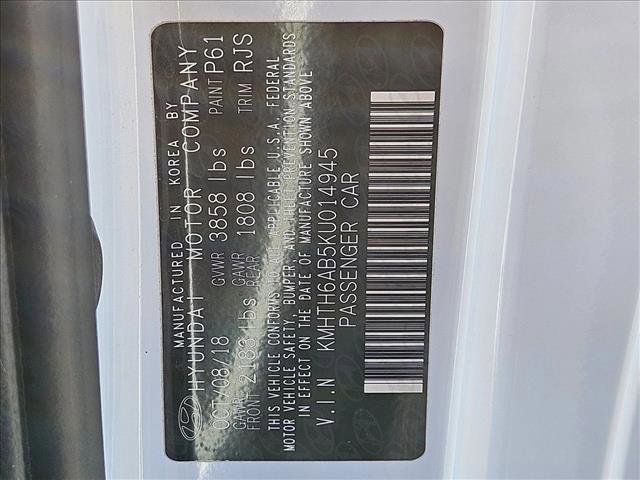 MANUFACTURED IN KOREA BY
HYUNDAI MOTOR COMPANY
OCT/08/18 GVWR 3858 lbs PAINT P61
GAWR FRONT 2183 lbs GAWR REAR 1808 lbs TRIM RJS
THIS VEHICLE CONFORMS TO ALL APPLICABLE U.S.A. FEDERAL
MOTOR VEHICLE SAFETY, BUMPER AND THEFT PREVENTION STANDARDS
IN EFFECT ON THE DATE OF MANUFACTURE SHOWN ABOVE
V.I.N KMHTH6AB5KU014945
PASSENGER CAR